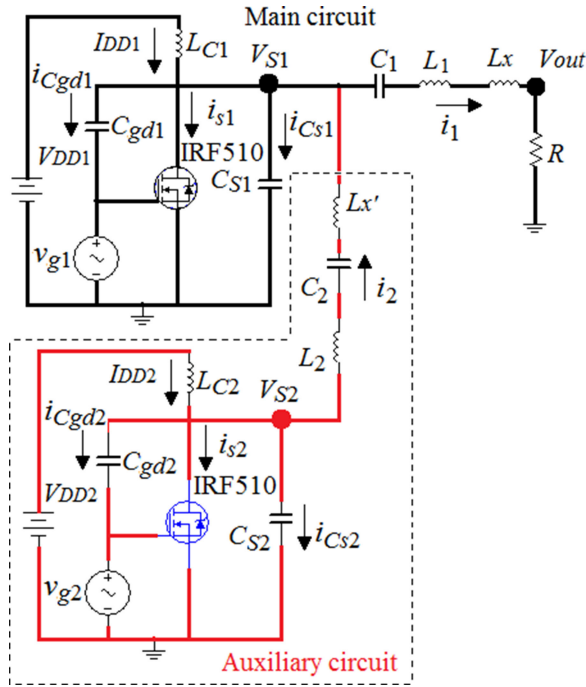 Main circuit
IDD1
LC1
VS1
C1
L1
Lx
Vout
iCgd1
is1
iCs1
i1
Cgd1
VDD1
IRF510
CS1
R
Lx'
vg1
C2
i2
L2
IDD2
LC2
VS2
iCgd2
is2
Cgd2
IRF510
VDD2
CS2
iCs2
vg2
Auxiliary circuit